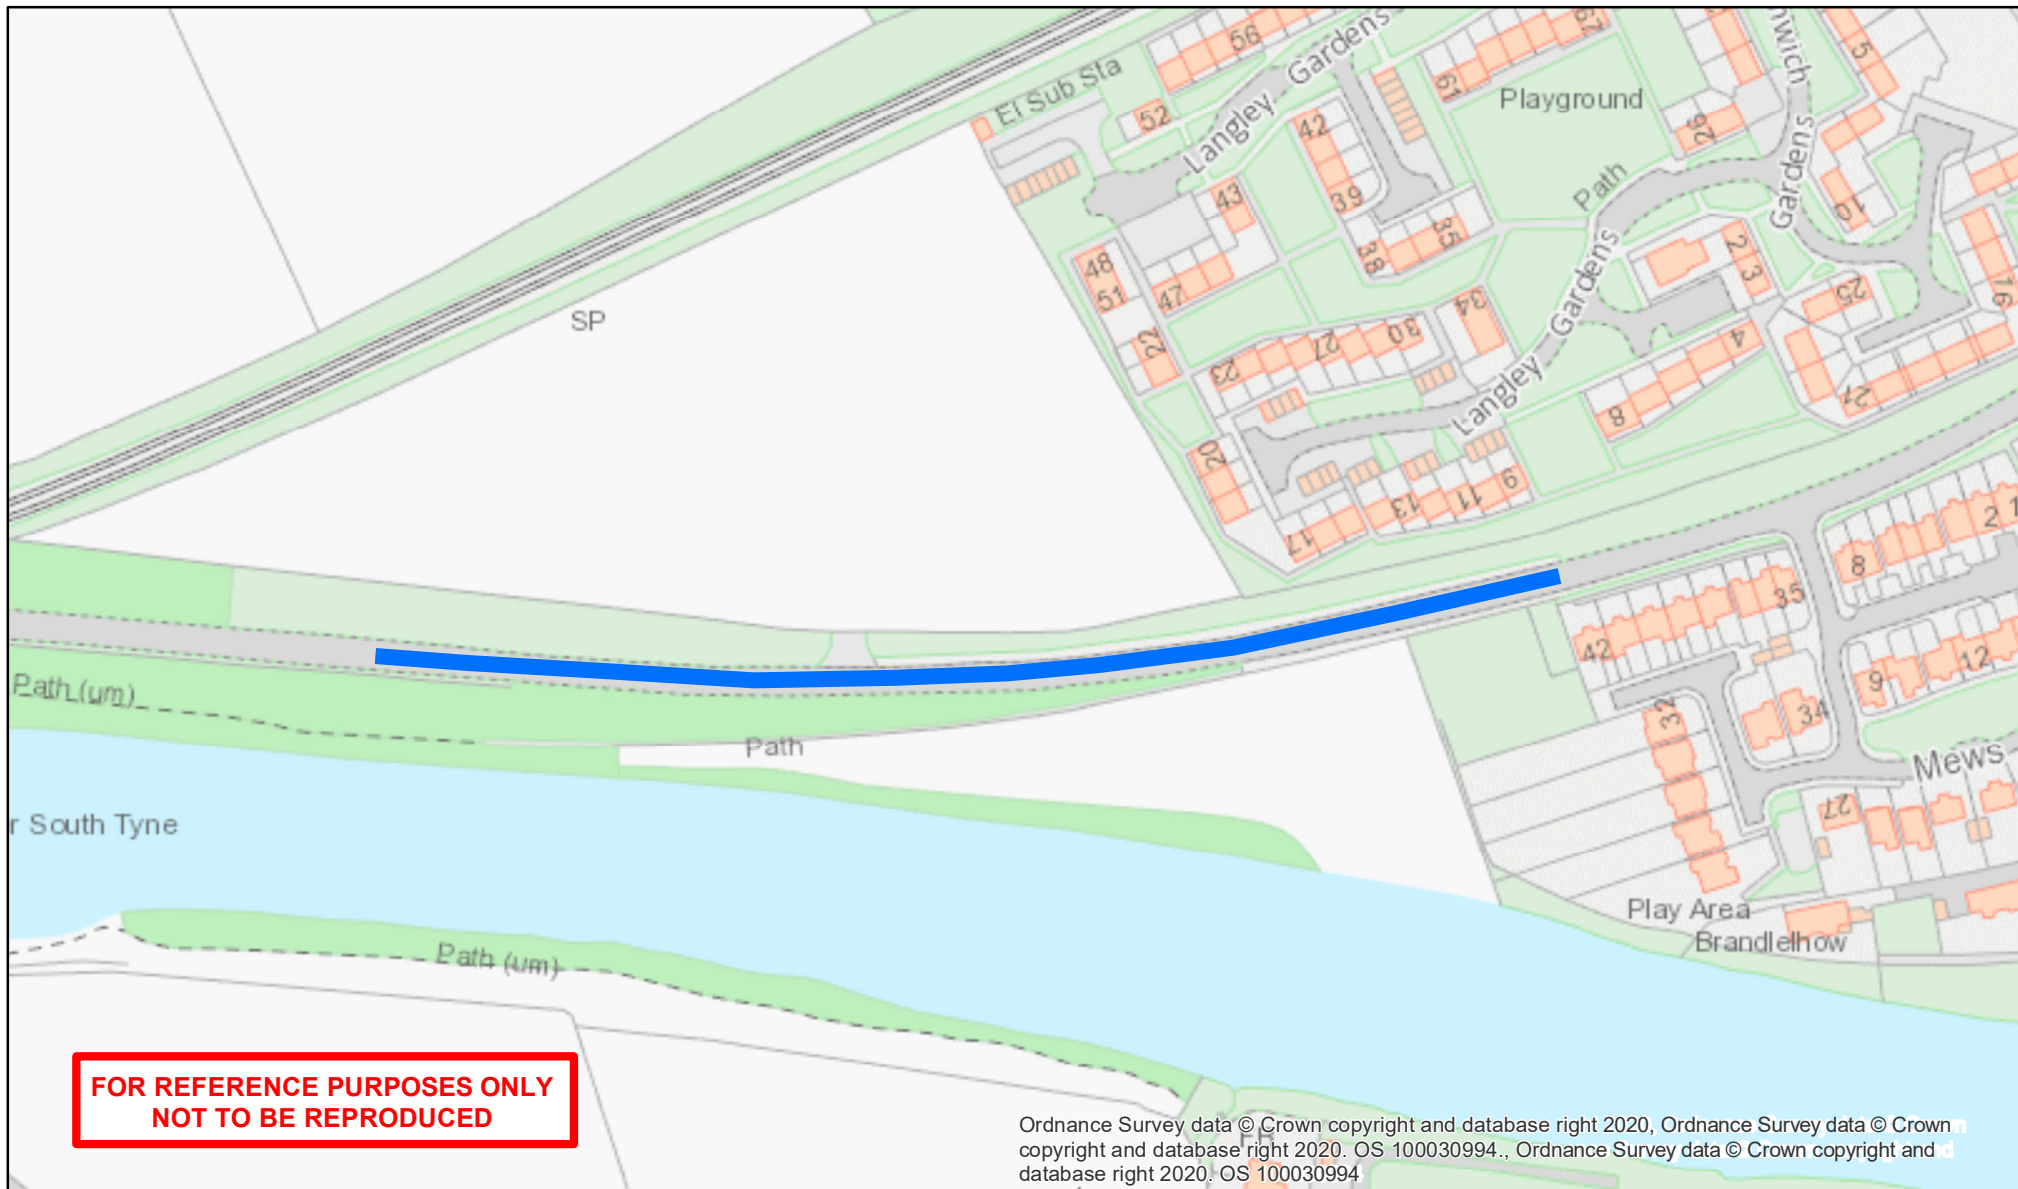 56
67
El Sub Sta
Langley Gardens
52
61
Playground
5
nwich
Gardens
42
26
39
43
Path
10
35
38
2
3
48
51
47
34
25
16
SP
22
27
30
23
4
Langley Gardens
8
21
20
9
11
13
17
2
1
8
35
42
12
9
34
32
Path (um)
Path
Mews
27
r South Tyne
Play Area
Brandlelhow
Path (um)
FOR REFERENCE PURPOSES ONLY
NOT TO BE REPRODUCED
Ordnance Survey data © Crown copyright and database right 2020, Ordnance Survey data © Crown
copyright and database right 2020. OS 100030994., Ordnance Survey data © Crown copyright and
database right 2020. OS 100030994